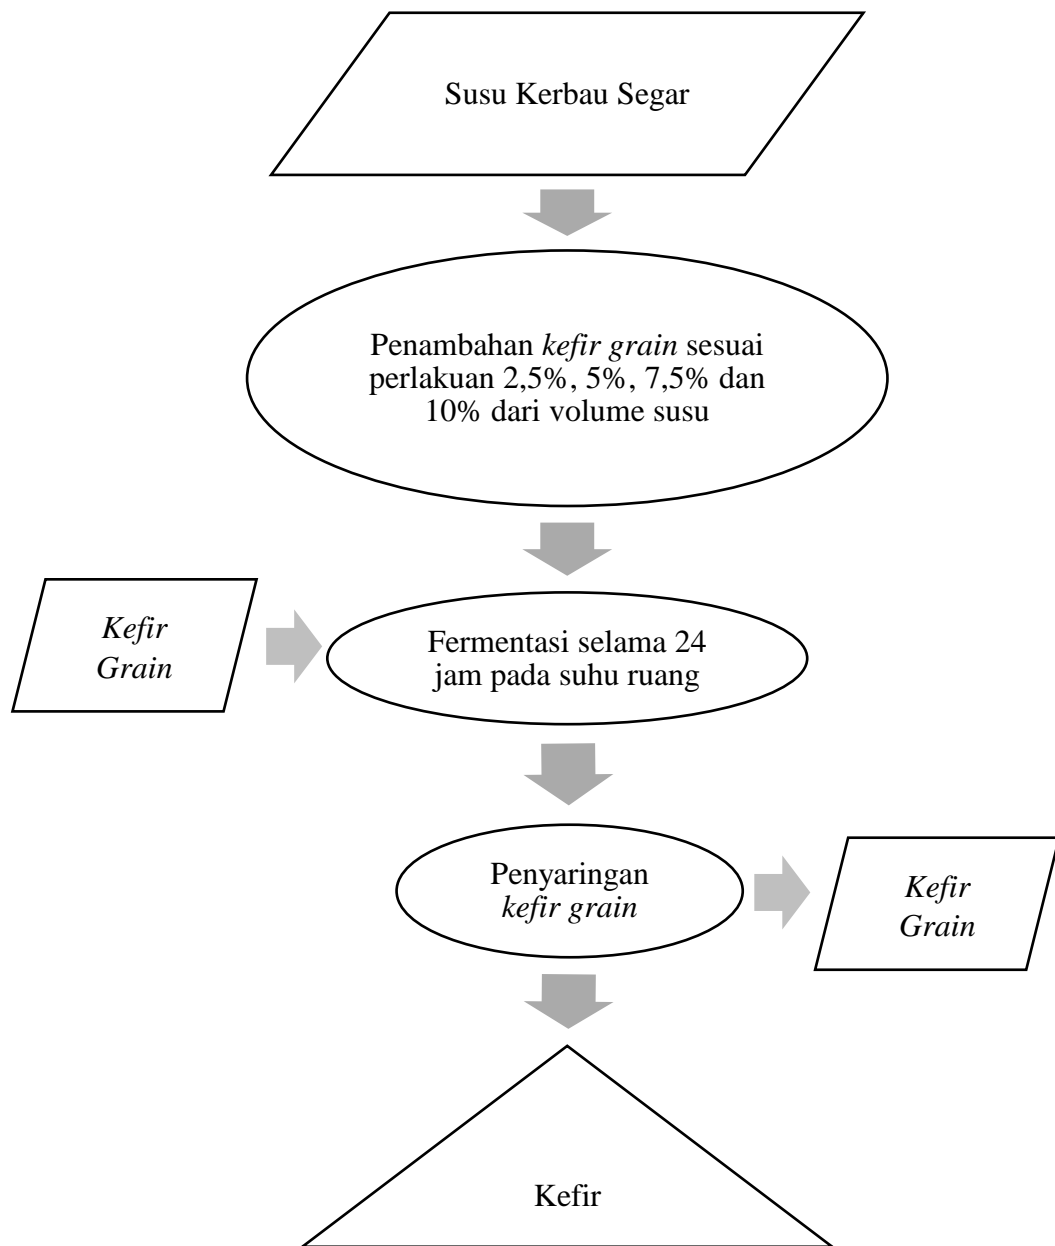 Susu Kerbau Segar
Penambahan kefir grain sesuai
perlakuan 2,5%, 5%, 7,5% dan
10% dari volume susu
Kefir
Grain
Fermentasi selama 24
jam pada suhu ruang
Penyaringan
kefir grain
Kefir
Grain
Kefir